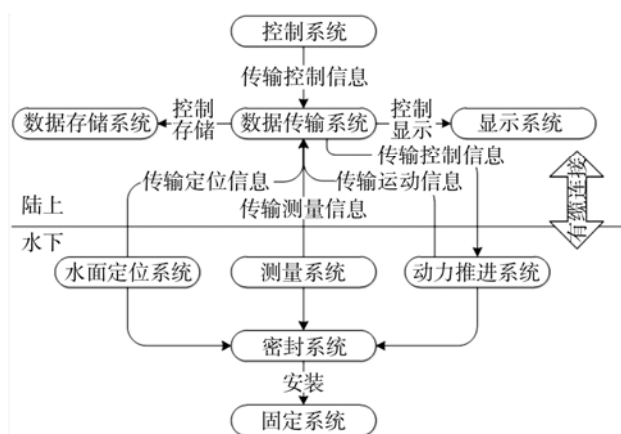 控制系统
传输控制信息
数据存储系统
控制
存储
数据传输系统
控制
显示
显示系统
传输控制信息
传输定位信息
传输运动信息
传输测量信息
有缆连接
陆上
水下
水面定位系统
测量系统
动力推进系统
密封系统
安装
固定系统